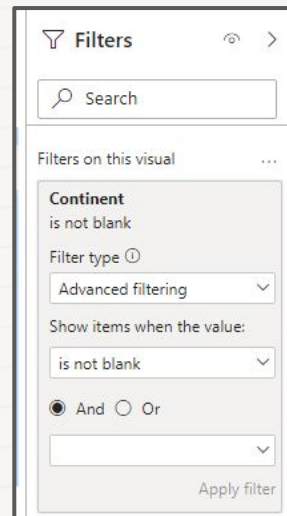 Filters
Search
Filters on this visual ...
Continent
is not blank
Filter type
Advanced filtering
Show items when the value:
is not blank
And Or
Apply filter